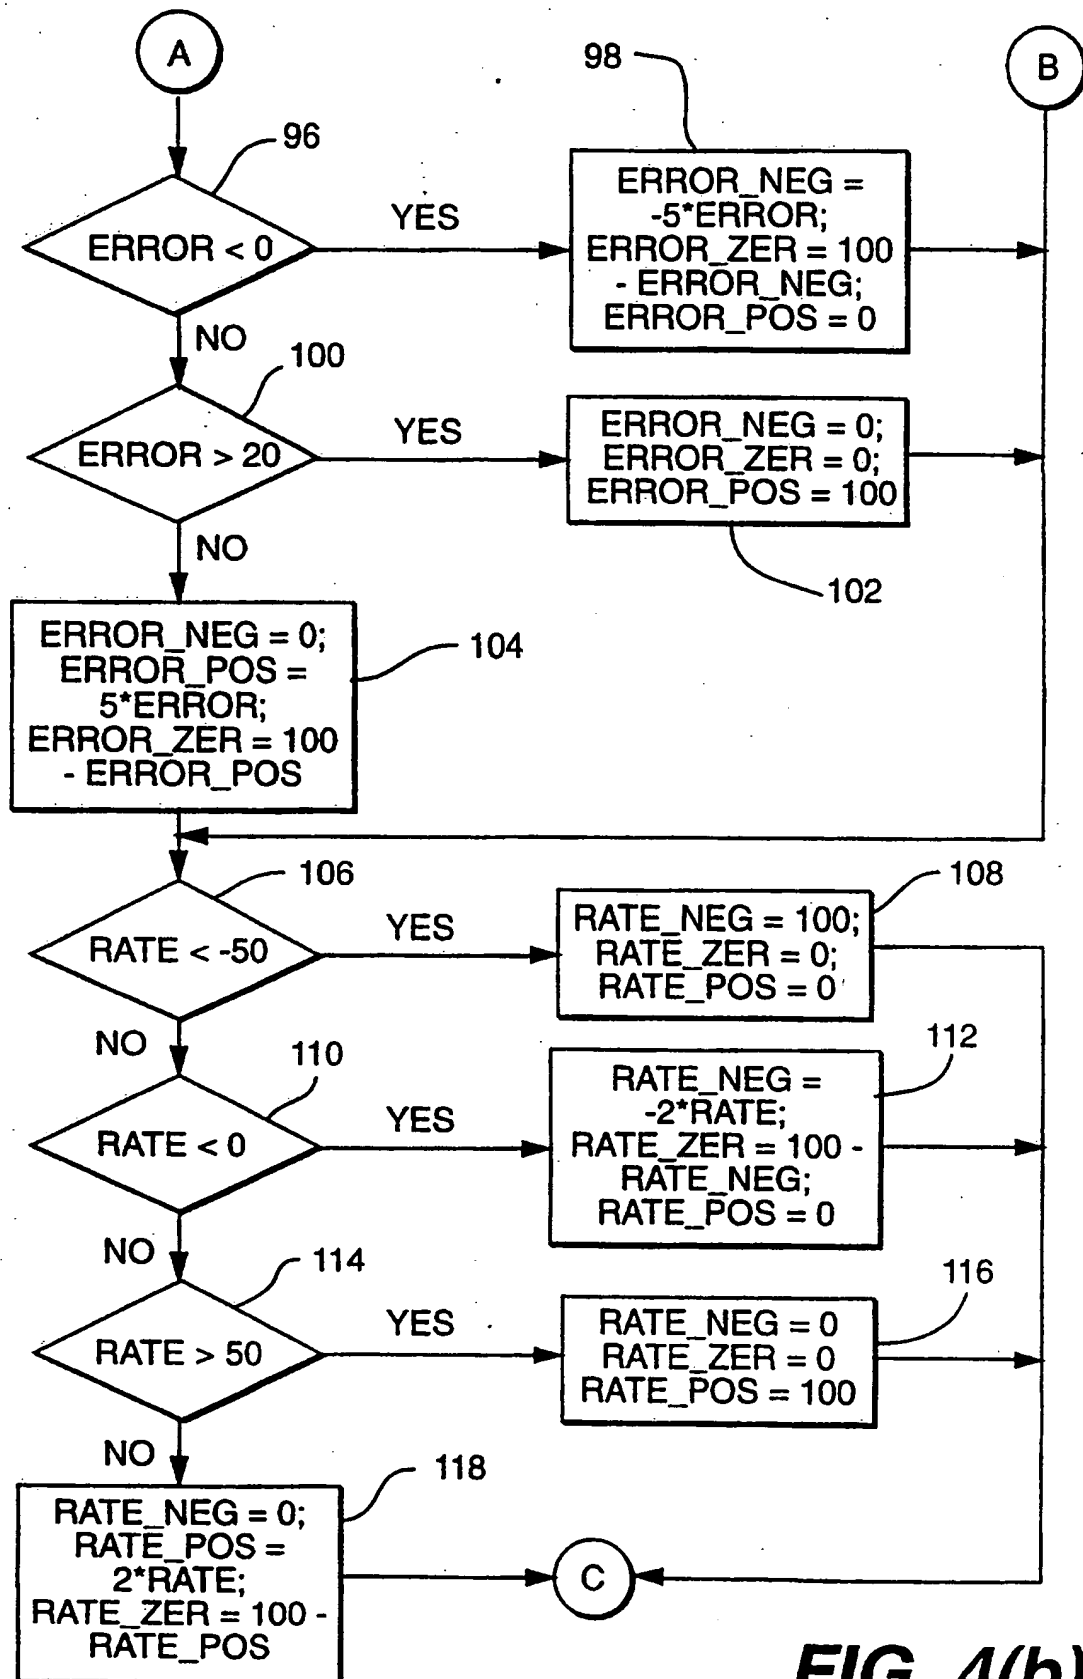 A
B
98
96
ERROR < 0
YES
ERROR_NEG =
-5*ERROR;
ERROR_ZER = 100
- ERROR_NEG;
ERROR_POS = 0
NO
100
ERROR > 20
YES
ERROR_NEG = 0;
ERROR_ZER = 0;
ERROR_POS = 100
NO
102
ERROR_NEG = 0;
ERROR_POS =
5*ERROR;
ERROR_ZER = 100
- ERROR_POS
104
106
RATE < -50
YES
RATE_NEG = 100;
RATE_ZER = 0;
RATE_POS = 0
108
NO
110
RATE < 0
YES
RATE_NEG =
-2*RATE;
RATE_ZER = 100 -
RATE_NEG;
RATE_POS = 0
112
NO
114
RATE > 50
YES
RATE_NEG = 0
RATE_ZER = 0
RATE_POS = 100
116
NO
118
RATE_NEG = 0;
RATE_POS =
2*RATE;
RATE_ZER = 100 -
RATE_POS
C
FIG. 4(b)